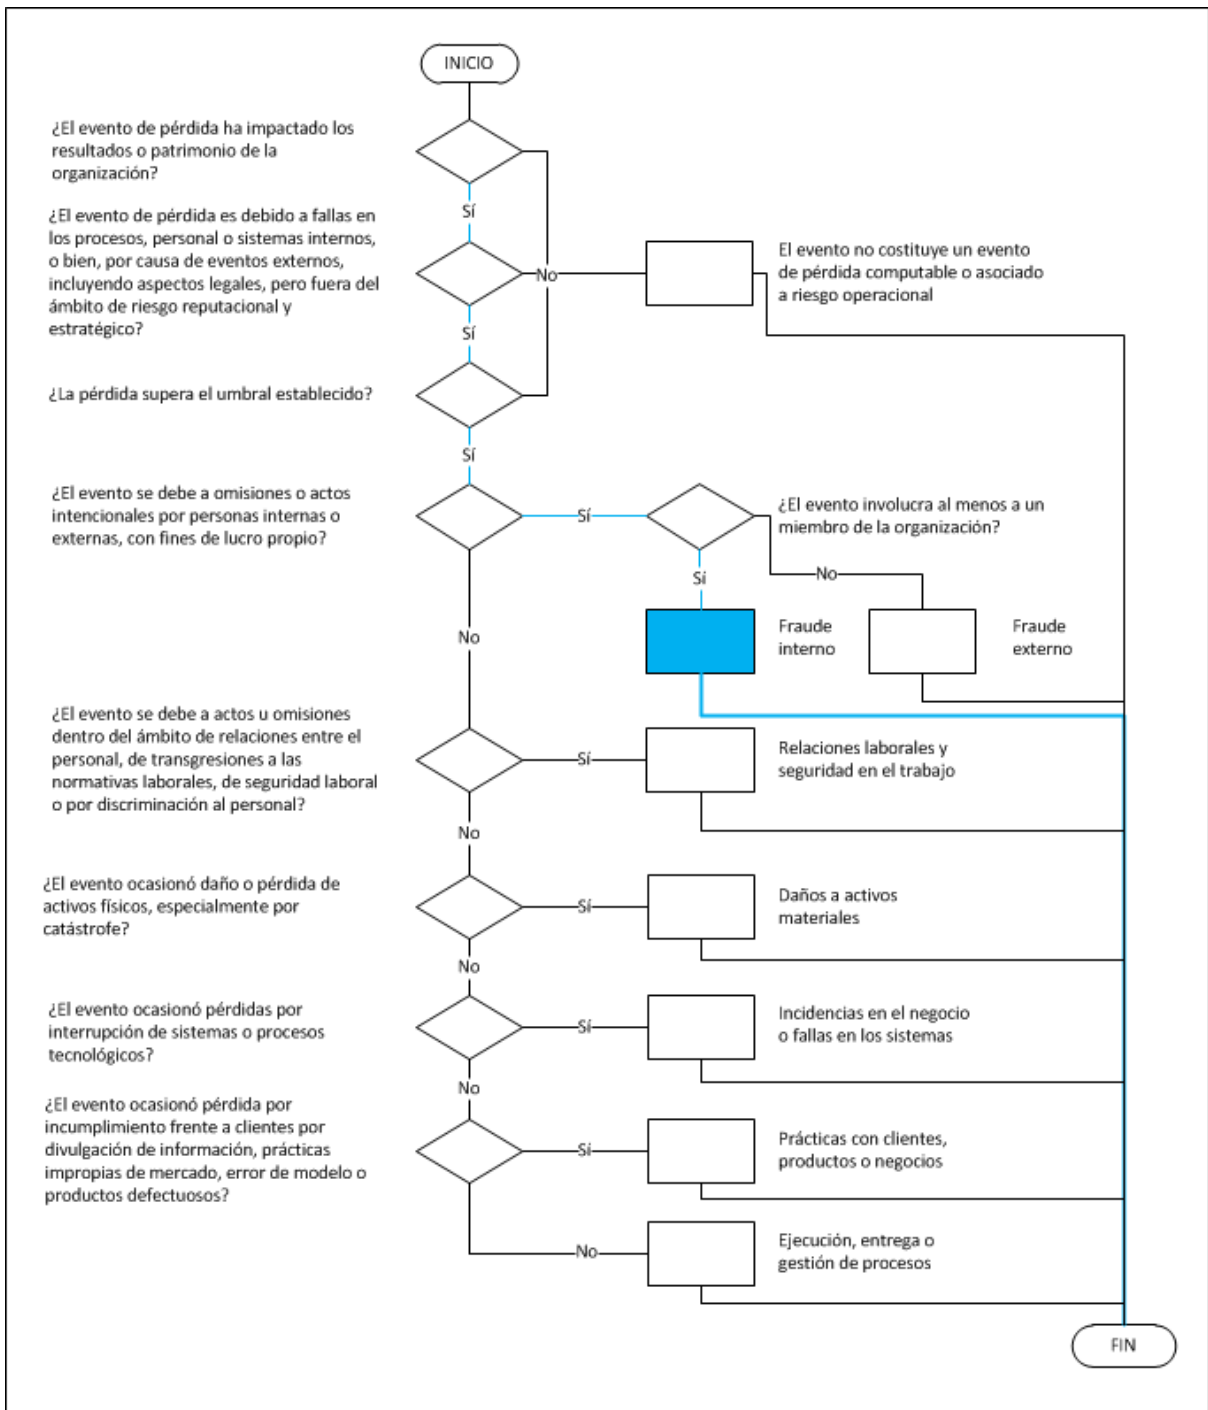 INICIO
¿El evento de pérdida ha impactado los
resultados o patrimonio de la
organización?
Sí
¿El evento de pérdida es debido a fallas en
los procesos, personal o sistemas internos,
o bien, por causa de eventos externos,
incluyendo aspectos legales, pero fuera del
ámbito de riesgo reputacional y
estratégico?
No
El evento no costituye un evento
de pérdida computable o asociado
a riesgo operacional
Sí
¿La pérdida supera el umbral establecido?
Sí
¿El evento se debe a omisiones o actos
intencionales por personas internas o
externas, con fines de lucro propio?
Sí
¿El evento involucra al menos a un
miembro de la organización?
Sí
No
Fraude
interno
Fraude
externo
No
¿El evento se debe a actos u omisiones
dentro del ámbito de relaciones entre el
personal, de transgresiones a las
normativas laborales, de seguridad laboral
o por discriminación al personal?
Sí
Relaciones laborales y
seguridad en el trabajo
No
¿El evento ocasionó daño o pérdida de
activos físicos, especialmente por
catástrofe?
Sí
Daños a activos
materiales
No
¿El evento ocasionó pérdidas por
interrupción de sistemas o procesos
tecnológicos?
Sí
Incidencias en el negocio
o fallas en los sistemas
No
¿El evento ocasionó pérdida por
incumplimiento frente a clientes por
divulgación de información, prácticas
impropias de mercado, error de modelo o
productos defectuosos?
Sí
Prácticas con clientes,
productos o negocios
No
Ejecución, entrega o
gestión de procesos
FIN